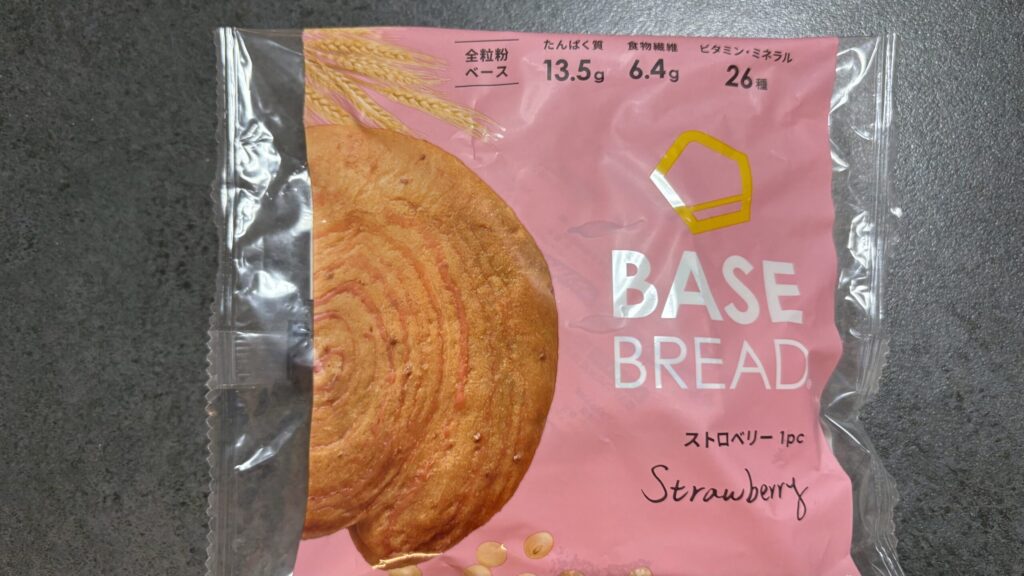 全粒粉
ベース
たんぱく質
13.5g
食物繊維
6.4g
ビタミン・ミネラル
26種
BASE
BREAD®
ストロベリー 1pc
Strawberry